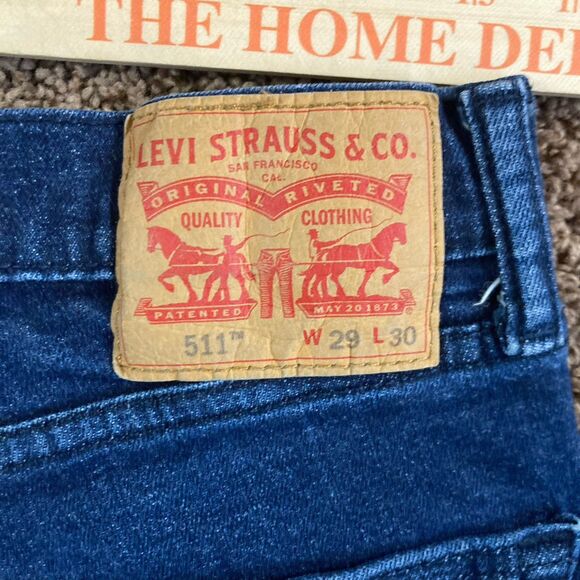 THE HOME DE
LEVI STRAUSS & CO.
SAN FRANCISCO
CAL.
ORIGINAL RIVETED
QUALITY CLOTHING
PATENTED MAY 20 1873
511™ W 29 L 30